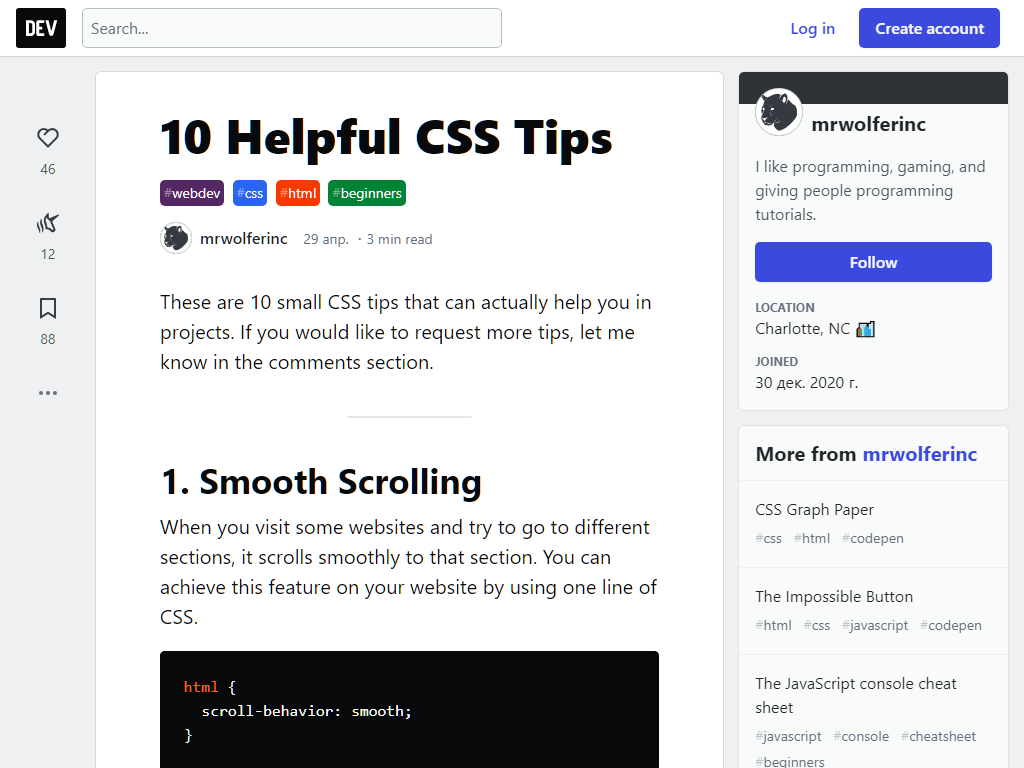 DEV
Search...
Log in
Create account
46
12
88
10 Helpful CSS Tips
#webdev #css #html #beginners
mrwolferinc 29 апр. · 3 min read
These are 10 small CSS tips that can actually help you in
projects. If you would like to request more tips, let me
know in the comments section.
1. Smooth Scrolling
When you visit some websites and try to go to different
sections, it scrolls smoothly to that section. You can
achieve this feature on your website by using one line of
CSS.
html {
  scroll-behavior: smooth;
}
mrwolferinc
I like programming, gaming, and
giving people programming
tutorials.
Follow
LOCATION
Charlotte, NC 🏙️
JOINED
30 дек. 2020 г.
More from mrwolferinc
CSS Graph Paper
#css #html #codepen
The Impossible Button
#html #css #javascript #codepen
The JavaScript console cheat
sheet
#javascript #console #cheatsheet
#beginners